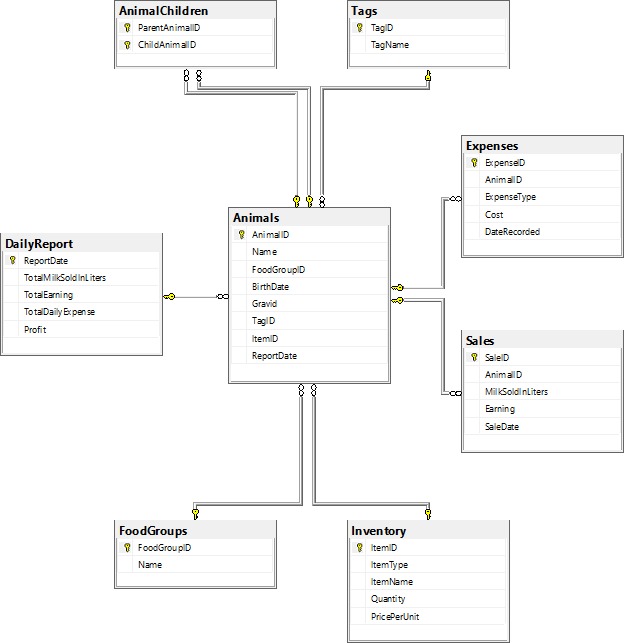 AnimalChildren
ParentAnimalID
ChildAnimalID
Tags
TagID
TagName
Expenses
ExpenseID
AnimalID
ExpenseType
Cost
DateRecorded
Animals
AnimalID
Name
FoodGroupID
BirthDate
Gravid
TagID
ItemID
ReportDate
DailyReport
ReportDate
TotalMilkSoldInLiters
TotalEarning
TotalDailyExpense
Profit
Sales
SaleID
AnimalID
MilkSoldInLiters
Earning
SaleDate
FoodGroups
FoodGroupID
Name
Inventory
ItemID
ItemType
ItemName
Quantity
PricePerUnit